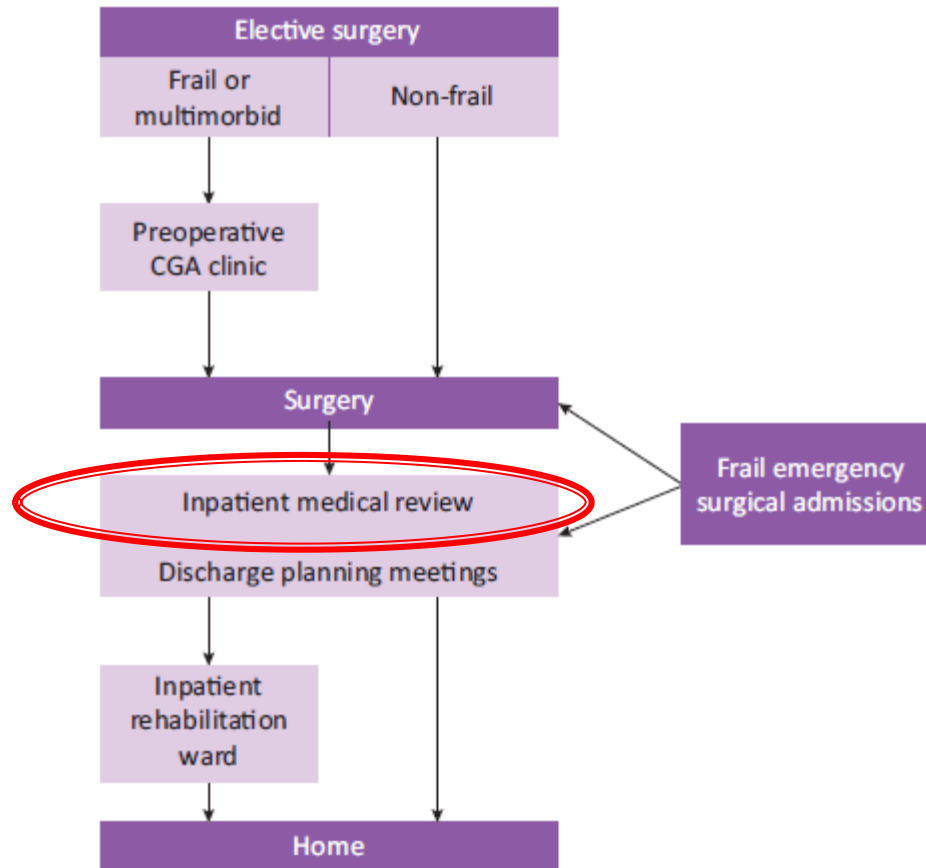 Elective surgery
Frail or
multimorbid
Non-frail
Preoperative
CGA clinic
Surgery
Inpatient medical review
Discharge planning meetings
Frail emergency
surgical admissions
Inpatient
rehabilitation
ward
Home